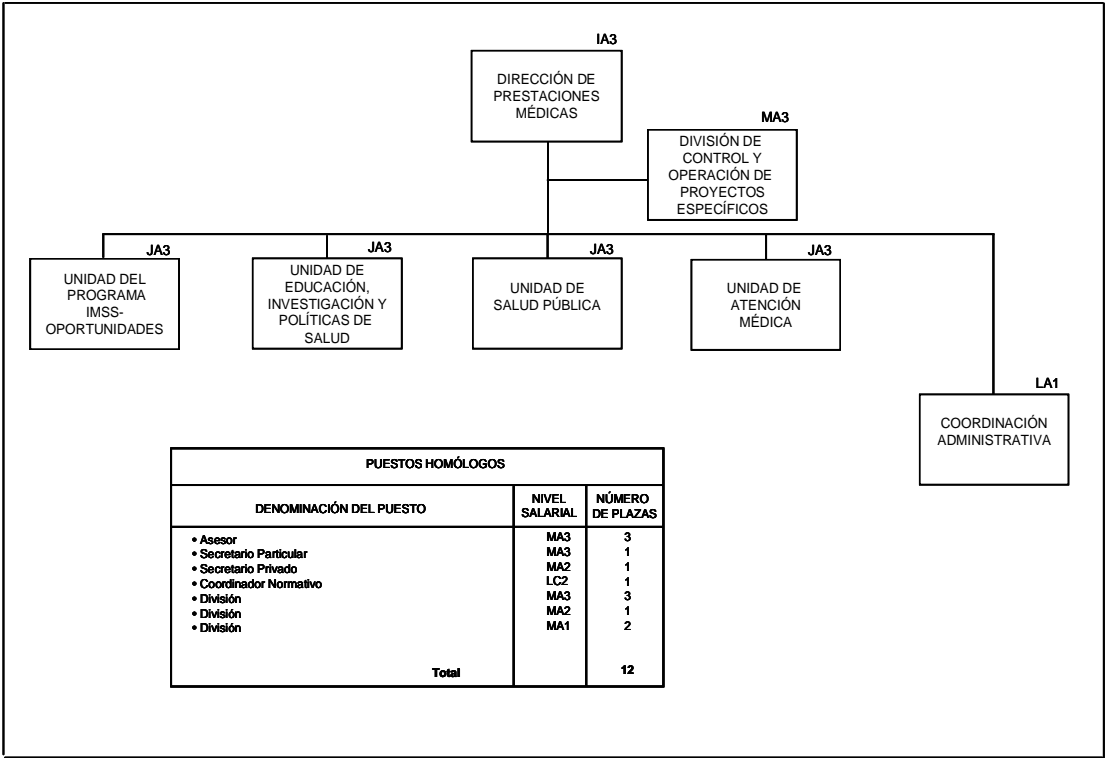 IA3
DIRECCIÓN DE
PRESTACIONES
MÉDICAS
MA3
DIVISIÓN DE
CONTROL Y
OPERACIÓN DE
PROYECTOS
ESPECÍFICOS
JA3
UNIDAD DEL
PROGRAMA
IMSS-
OPORTUNIDADES
JA3
UNIDAD DE
EDUCACIÓN,
INVESTIGACIÓN Y
POLÍTICAS DE
SALUD
JA3
UNIDAD DE
SALUD PÚBLICA
JA3
UNIDAD DE
ATENCIÓN
MÉDICA
LA1
COORDINACIÓN
ADMINISTRATIVA
PUESTOS HOMÓLOGOS
DENOMINACIÓN DEL PUESTO
NIVEL
SALARIAL
NÚMERO
DE PLAZAS
• Asesor MA3 3
• Secretario Particular MA3 1
• Secretario Privado MA2 1
• Coordinador Normativo LC2 1
• División MA3 3
• División MA2 1
• División MA1 2
Total 12